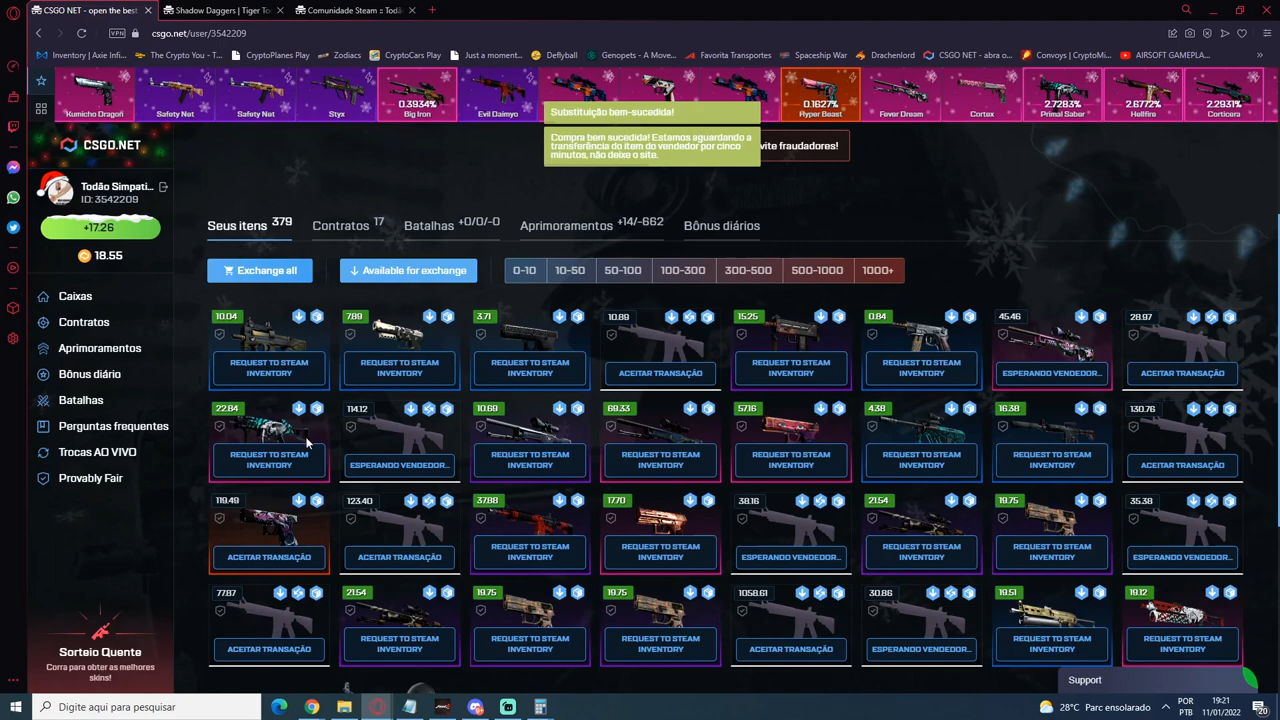 CSGO NET - open the best
Shadow Daggers | Tiger To
Comunidade Steam :: Todã
VPN
csgo.net/user/3542209
Inventory | Axie Infi...
The Crypto You - T...
CryptoPlanes Play
Zodiacs
CryptoCars Play
Just a moment...
Deflyball
Genopets - A Move...
Favorita Transportes
Spaceship War
Drachenlord
CSGO NET - abra o...
Convoys | CryptoMi...
AIRSOFT GAMEPLA...
Kumicho Dragon
Safety Net
Safety Net
Styx
0.3934%
Big Iron
Evil Daimyo
0.1627%
Hyper Beast
Fever Dream
Cortex
2.7283%
Primal Saber
2.6772%
Hellfire
2.2931%
Corticera
Substituição bem-sucedida!
Compra bem sucedida! Estamos aguardando a
transferência do item do vendedor por cinco
minutos, não deixe o site.
vite fraudadores!
CSGO.NET
Todão Simpati...
ID: 3542209
+17.26
18.55
Caixas
Contratos
Aprimoramentos
Bônus diário
Batalhas
Perguntas frequentes
Trocas AO VIVO
Provably Fair
Sorteio Quente
Corra para obter as melhores
skins!
Seus itens 379
Contratos 17
Batalhas +0/0/-0
Aprimoramentos +14/-662
Bônus diários
Exchange all
Available for exchange
0-10
10-50
50-100
100-300
300-500
500-1000
1000+
10.04
REQUEST TO STEAM
INVENTORY
7.89
REQUEST TO STEAM
INVENTORY
3.71
REQUEST TO STEAM
INVENTORY
10.89
ACEITAR TRANSAÇÃO
15.25
REQUEST TO STEAM
INVENTORY
0.84
REQUEST TO STEAM
INVENTORY
45.46
ESPERANDO VENDEDOR...
28.97
ACEITAR TRANSAÇÃO
22.84
REQUEST TO STEAM
INVENTORY
114.12
ESPERANDO VENDEDOR...
10.69
REQUEST TO STEAM
INVENTORY
69.33
REQUEST TO STEAM
INVENTORY
57.16
REQUEST TO STEAM
INVENTORY
4.38
REQUEST TO STEAM
INVENTORY
16.38
REQUEST TO STEAM
INVENTORY
130.76
ACEITAR TRANSAÇÃO
119.49
ACEITAR TRANSAÇÃO
123.40
ACEITAR TRANSAÇÃO
37.88
REQUEST TO STEAM
INVENTORY
17.70
REQUEST TO STEAM
INVENTORY
38.16
ESPERANDO VENDEDOR...
21.54
REQUEST TO STEAM
INVENTORY
19.75
REQUEST TO STEAM
INVENTORY
35.38
ESPERANDO VENDEDOR...
77.87
ACEITAR TRANSAÇÃO
21.54
REQUEST TO STEAM
INVENTORY
19.75
REQUEST TO STEAM
INVENTORY
19.75
REQUEST TO STEAM
INVENTORY
1058.61
ACEITAR TRANSAÇÃO
30.86
ESPERANDO VENDEDOR...
19.51
REQUEST TO STEAM
INVENTORY
19.12
REQUEST TO STEAM
INVENTORY
Support
Digite aqui para pesquisar
28°C Parc ensolarado
POR
PTB
19:21
11/01/2022
20